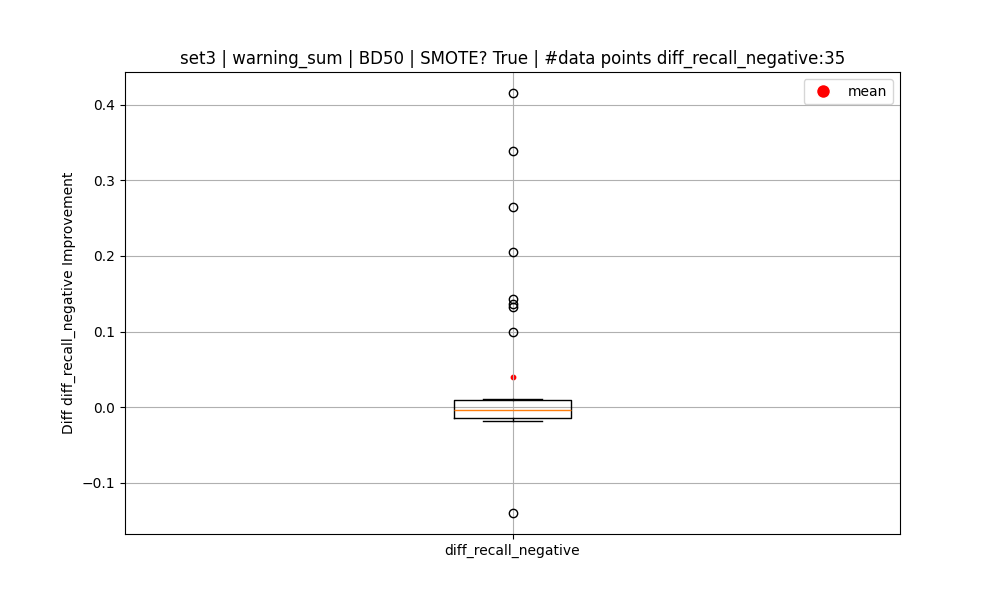 set3 | warning_sum | BD50 | SMOTE? True | #data points diff_recall_negative:35
mean
0.4
0.3
0.2
0.1
0.0
−0.1
Diff diff_recall_negative Improvement
diff_recall_negative